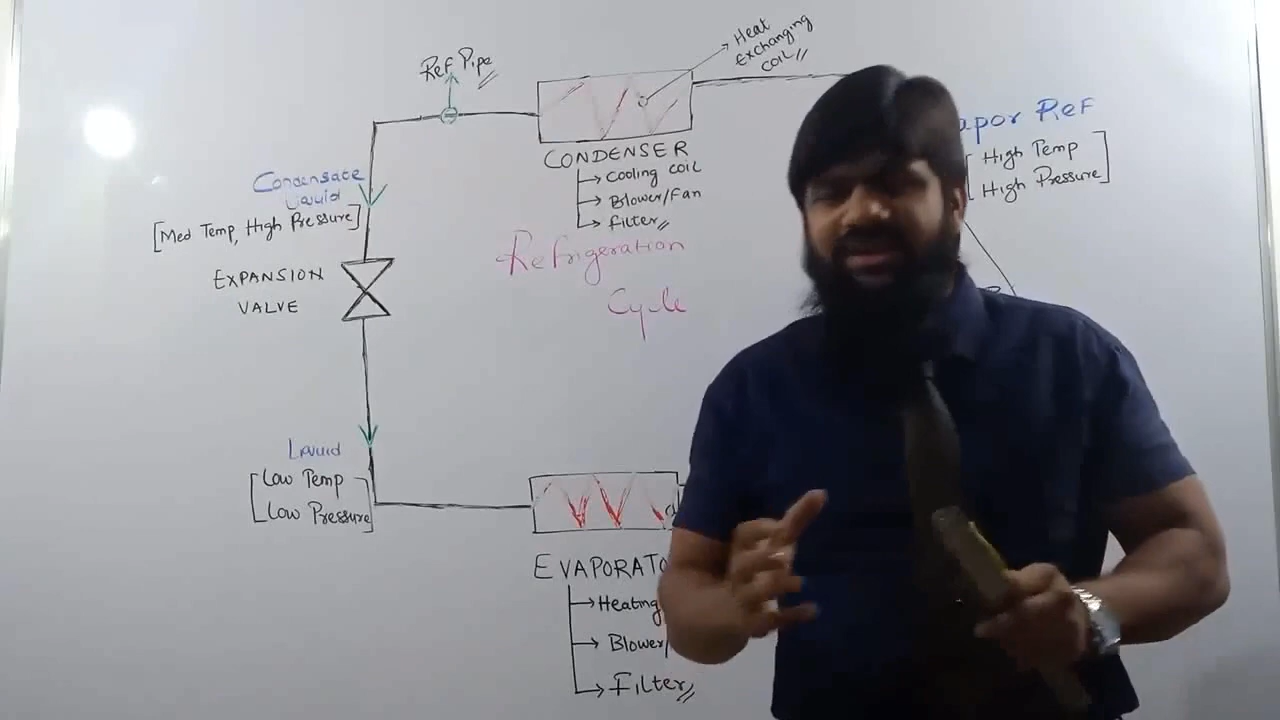 Ref Pipe
Heat
exchanging
coil
CONDENSER
Cooling coil
Blower/Fan
filter
apor Ref
High Temp
High Pressure
Condensate
Liquid
[Med Temp, High Pressure]
EXPANSION
VALVE
Refrigeration
Cycle
Liquid
Low Temp
Low Pressure
EVAPORATO
Heating
Blower/
Filter